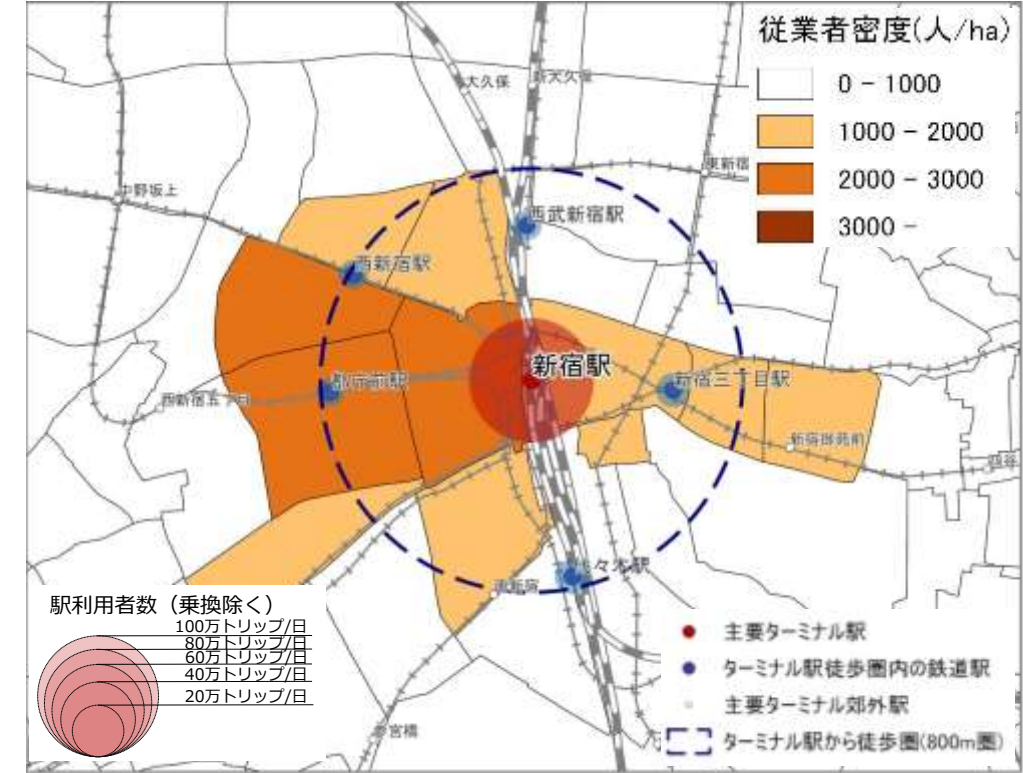 従業者密度(人/ha)
0 - 1000
1000 - 2000
2000 - 3000
3000 -
大久保
新大久保
東新宿
中野坂上
西武新宿駅
西新宿駅
新宿駅
都庁前駅
新宿三丁目駅
西新宿五丁目
新宿御苑前
四谷
代々木駅
南新宿
宮橋
駅利用者数（乗換除く）
100万トリップ/日
80万トリップ/日
60万トリップ/日
40万トリップ/日
20万トリップ/日
主要ターミナル駅
ターミナル駅徒歩圏内の鉄道駅
主要ターミナル郊外駅
ターミナル駅から徒歩圏(800m圏)